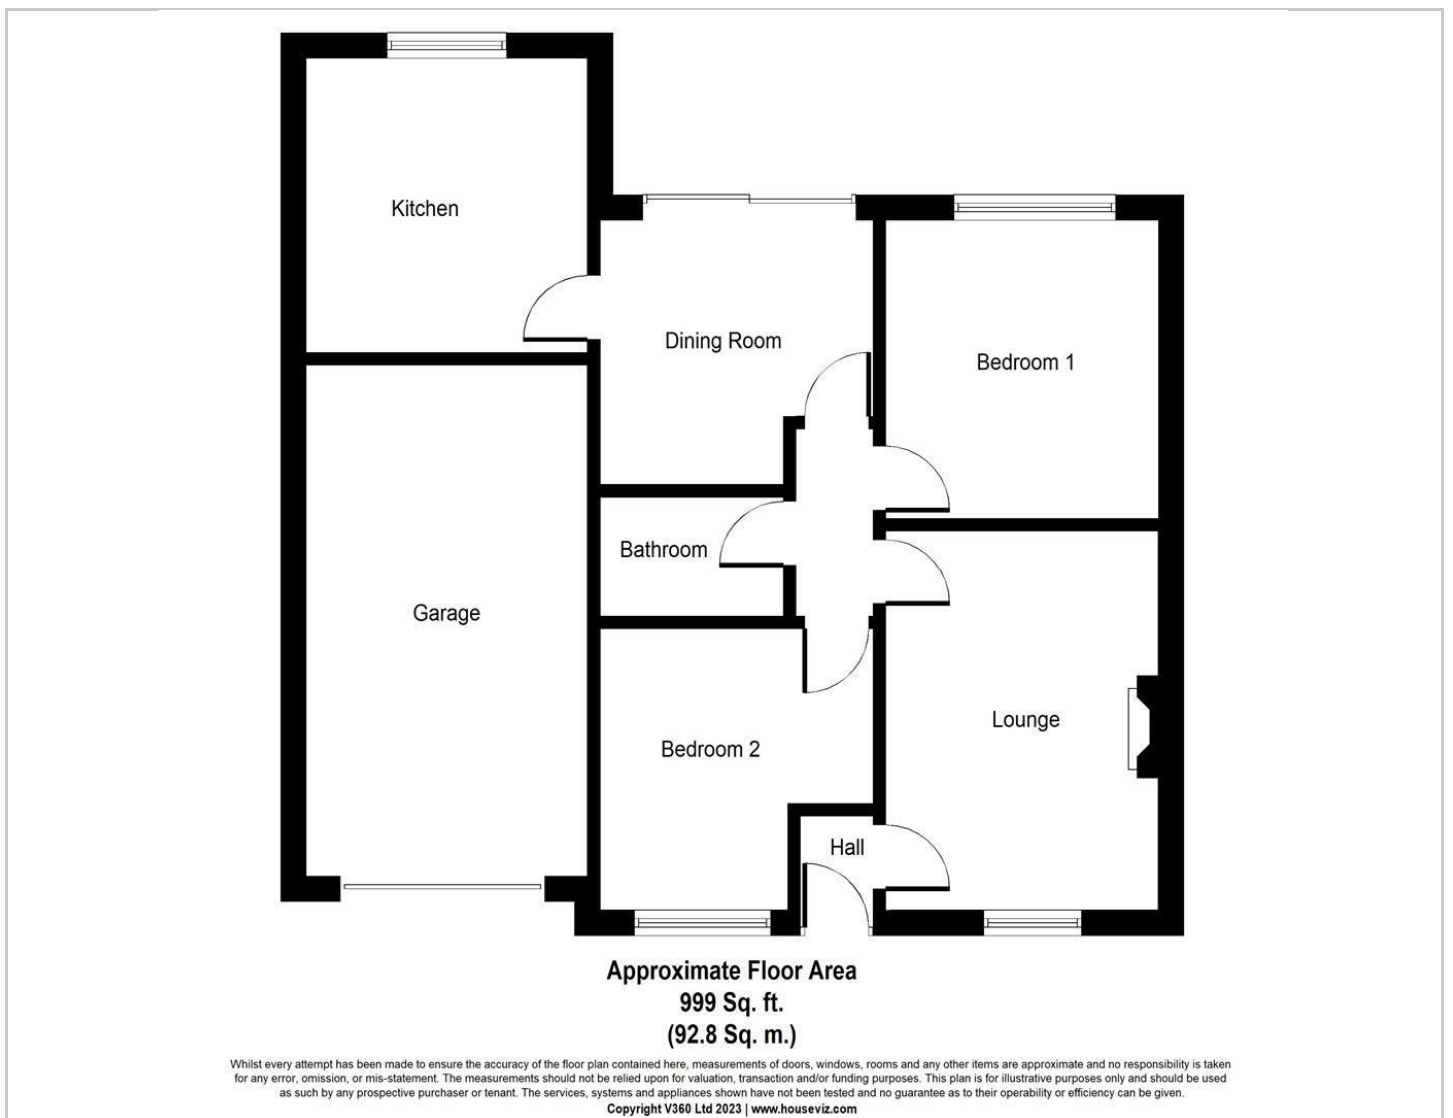 Kitchen
Dining Room
Bedroom 1
Bathroom
Garage
Lounge
Bedroom 2
Hall
Approximate Floor Area
999 Sq. ft.
(92.8 Sq. m.)
Whilst every attempt has been made to ensure the accuracy of the floor plan contained here, measurements of doors, windows, rooms and any other items are approximate and no responsibility is taken
for any error, omission, or mis-statement. The measurements should not be relied upon for valuation, transaction and/or funding purposes. This plan is for illustrative purposes only and should be used
as such by any prospective purchaser or tenant. The services, systems and appliances shown have not been tested and no guarantee as to their operability or efficiency can be given.
Copyright V360 Ltd 2023 | www.houseviz.com